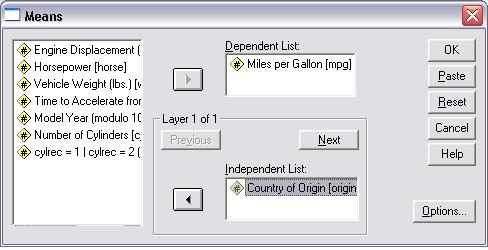 Means
Engine Displacement (
Horsepower [horse]
Vehicle Weight (lbs.) [w
Time to Accelerate from
Model Year (modulo 10
Number of Cylinders [c
cylrec = 1 | cylrec = 2 (
Dependent List:
Miles per Gallon [mpg]
Layer 1 of 1
Previous
Next
Independent List:
Country of Origin [origin
OK
Paste
Reset
Cancel
Help
Options...